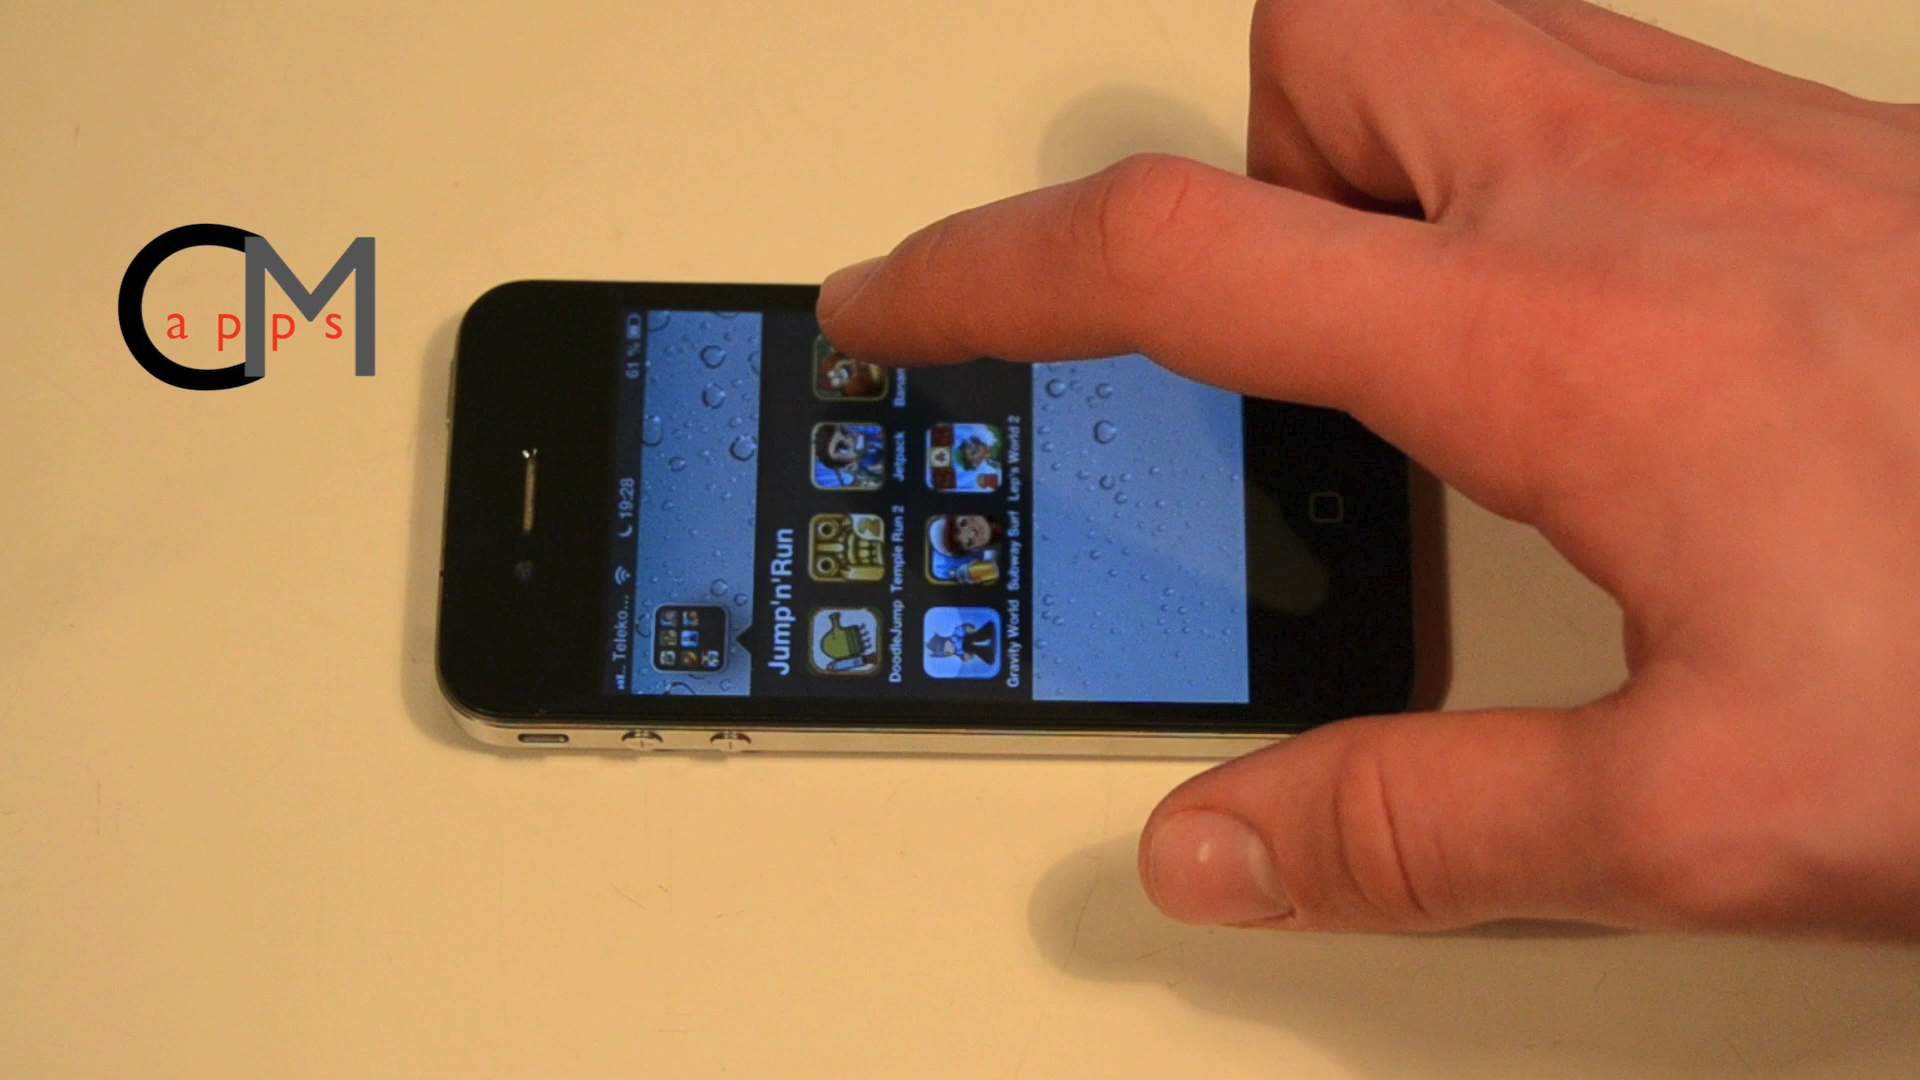 CM
apps
Teleko... 19:28 61 %
Jump'n'Run
DoodleJump Temple Run 2 Jetpack
Gravity World Subway Surf Lep's World 2